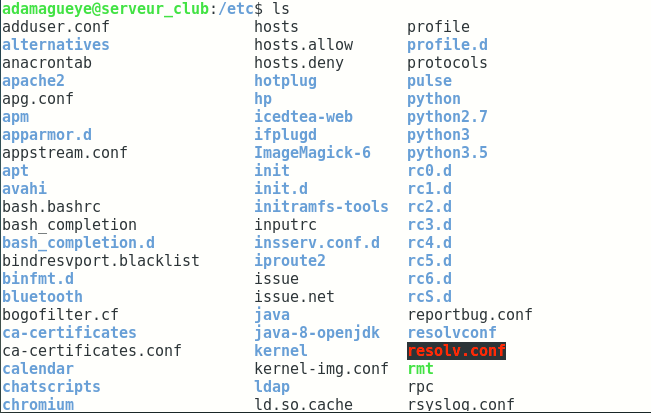 adamagueye@serveur_club:/etc$ ls
adduser.conf hosts profile
alternatives hosts.allow profile.d
anacrontab hosts.deny protocols
apache2 hotplug pulse
apg.conf hp python
apm icedtea-web python2.7
apparmor.d ifplugd python3
appstream.conf ImageMagick-6 python3.5
apt init rc0.d
avahi init.d rc1.d
bash.bashrc initramfs-tools rc2.d
bash_completion inputrc rc3.d
bash_completion.d insserv.conf.d rc4.d
bindresvport.blacklist iproute2 rc5.d
binfmt.d issue rc6.d
bluetooth issue.net rcS.d
bogofilter.cf java reportbug.conf
ca-certificates java-8-openjdk resolvconf
ca-certificates.conf kernel resolv.conf
calendar kernel-img.conf rmt
chatscripts ldap rpc
chromium ld.so.cache rsyslog.conf